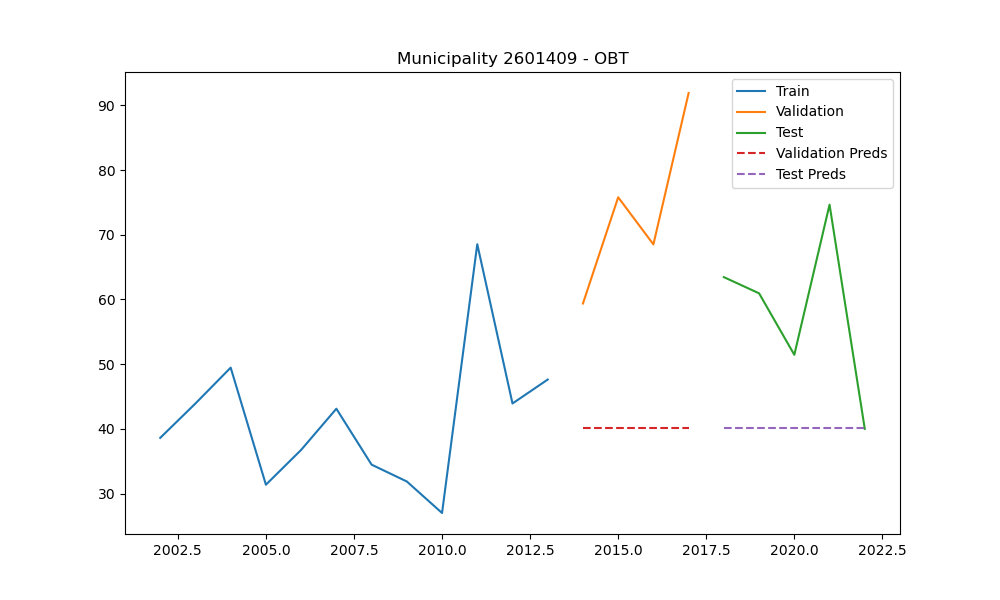 Municipality 2601409 - OBT
Train
Validation
Test
Validation Preds
Test Preds
90
80
70
60
50
40
30
2002.5 2005.0 2007.5 2010.0 2012.5 2015.0 2017.5 2020.0 2022.5